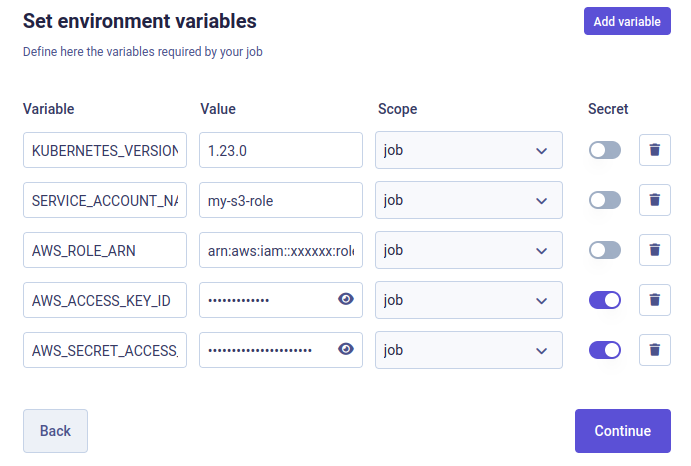 Set environment variables
Add variable
Define here the variables required by your job
Variable Value Scope Secret
KUBERNETES_VERSION 1.23.0 job
SERVICE_ACCOUNT_NA my-s3-role job
AWS_ROLE_ARN arn:aws:iam::xxxxxx:role job
AWS_ACCESS_KEY_ID ••••••••••••• job
AWS_SECRET_ACCESS_ •••••••••••••••••••••• job
Back Continue